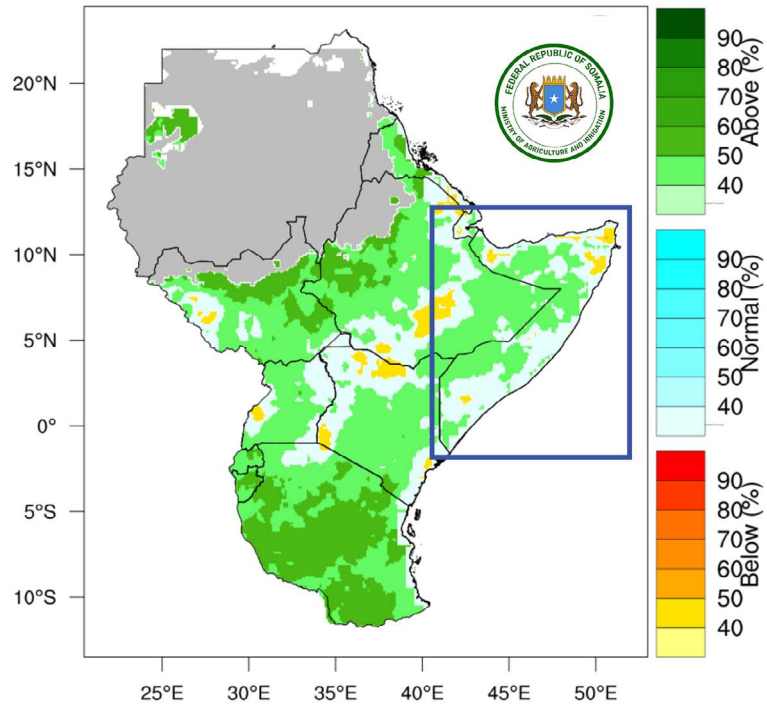 FEDERAL REPUBLIC OF SOMALIA
MINISTRY OF AGRICULTURE AND IRRIGATION
20°N
15°N
10°N
5°N
0°
5°S
10°S
25°E
30°E
35°E
40°E
45°E
50°E
90
80
70
60
50
40
Above (%)
90
80
70
60
50
40
Normal (%)
90
80
70
60
50
40
Below (%)